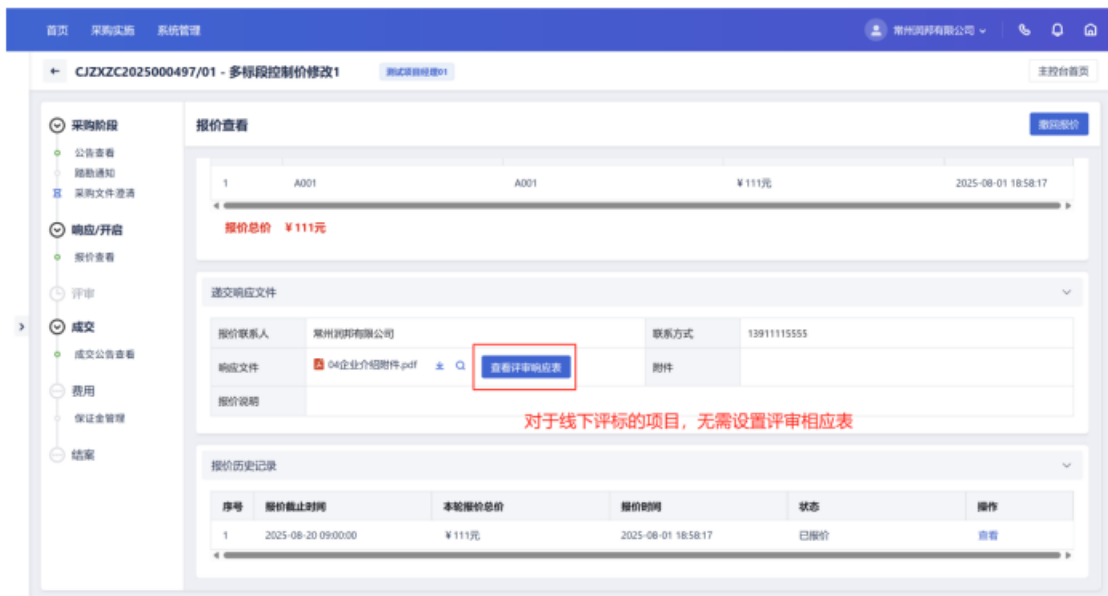 首页 采购实施 系统管理 常州润邦有限公司
← CJZXZC2025000497/01 - 多标段控制价修改1 测试项目经理01 主控台首页
采购阶段
公告查看
踏勘通知
采购文件澄清
响应/开启
报价查看
评审
成交
成交公告查看
费用
保证金管理
结案
报价查看 撤回报价
1 A001 A001 ¥111元 2025-08-01 18:58:17
报价总价 ¥111元
递交响应文件
报价联系人 常州润邦有限公司 联系方式 13911115555
响应文件 04企业介绍附件.pdf 查看评审响应表 附件
报价说明
对于线下评标的项目，无需设置评审相应表
报价历史记录
序号 报价截止时间 本轮报价总价 报价时间 状态 操作
1 2025-08-20 09:00:00 ¥111元 2025-08-01 18:58:17 已报价 查看